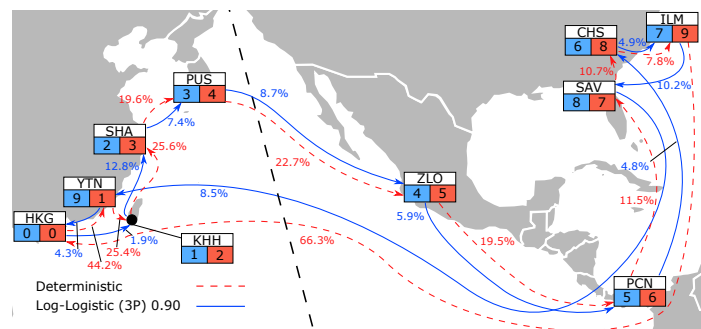 ILM
7 9
CHS
6 8
4.9%
7.8%
10.7%
10.2%
PUS
3 4
8.7%
SAV
8 7
19.6%
7.4%
SHA
2 3
25.6%
22.7%
4.8%
12.8%
YTN
9 1
8.5%
ZLO
4 5
11.5%
5.9%
HKG
0 0
1.9%
KHH
1 2
4.3%
25.4%
44.2%
66.3%
19.5%
PCN
5 6
Deterministic
Log-Logistic (3P) 0.90